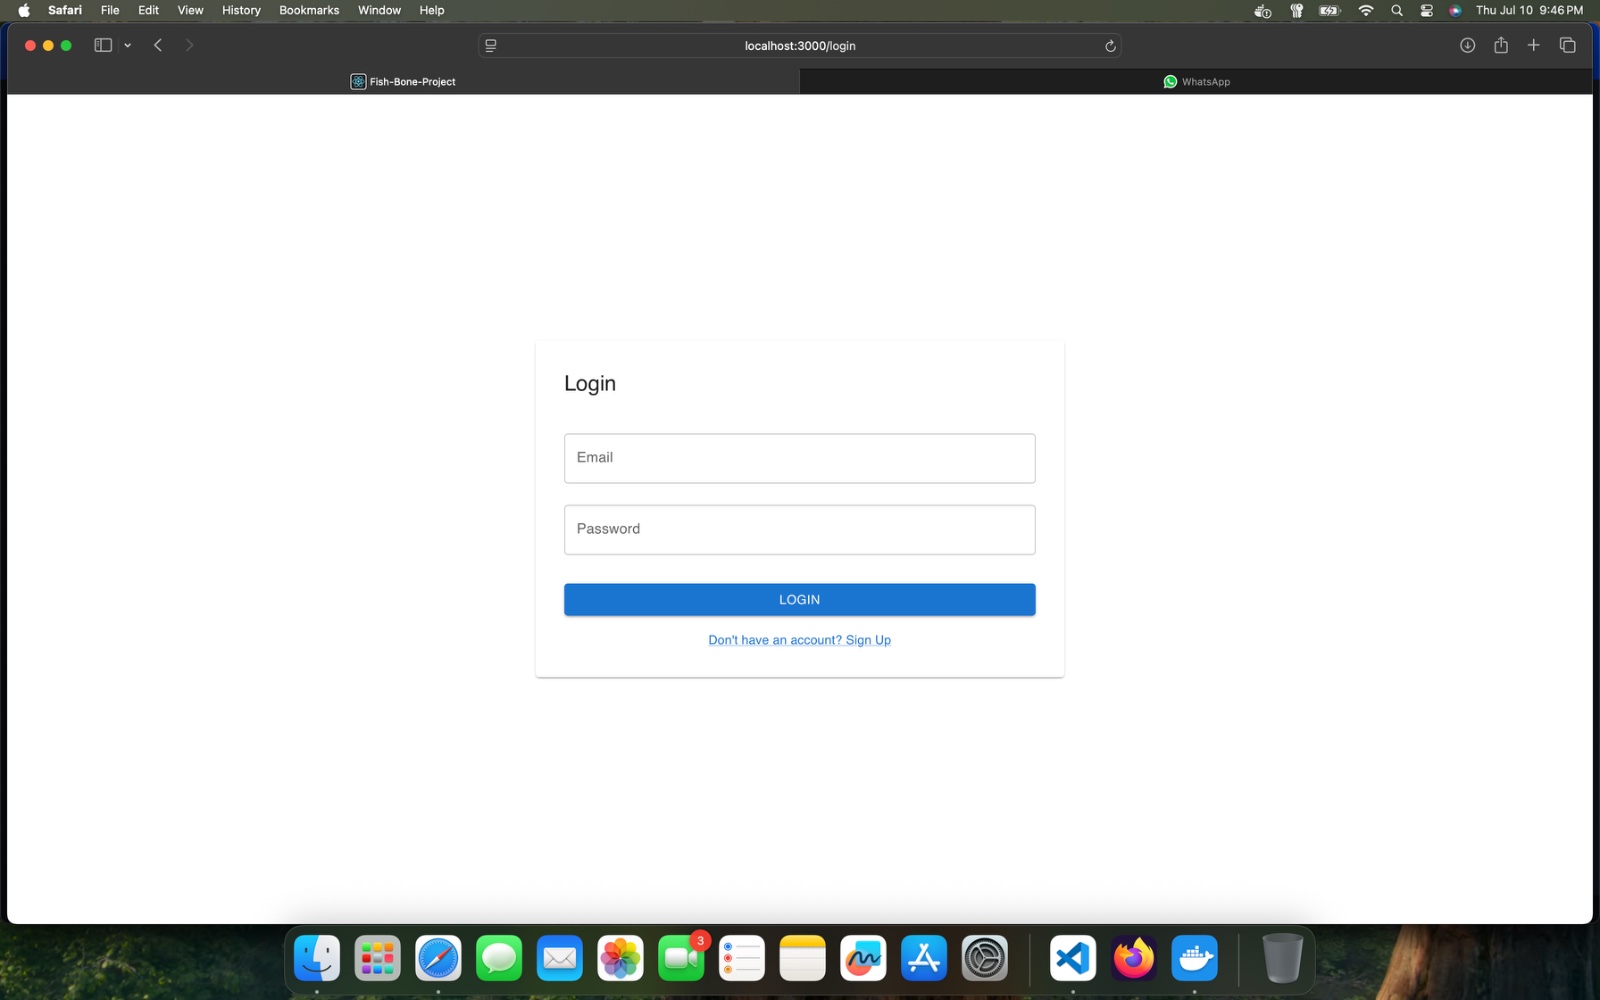 Safari File Edit View History Bookmarks Window Help Thu Jul 10 9:46 PM
localhost:3000/login
Fish-Bone-Project WhatsApp
Login
Email
Password
LOGIN
Don't have an account? Sign Up
3